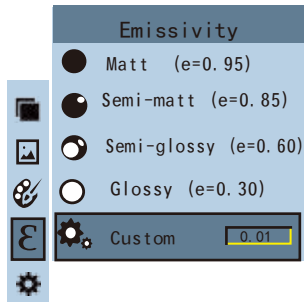 Emissivity
Matt (e=0.95)
Semi-matt (e=0.85)
Semi-glossy (e=0.60)
Glossy (e=0.30)
ε
Custom 0.01